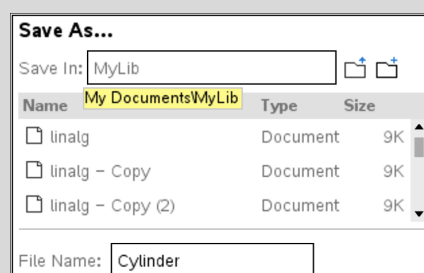 Save As...
Save In: MyLib
My Documents\MyLib
Name Type Size
linalg Document 9K
linalg – Copy Document 9K
linalg – Copy (2) Document 9K
File Name: Cylinder